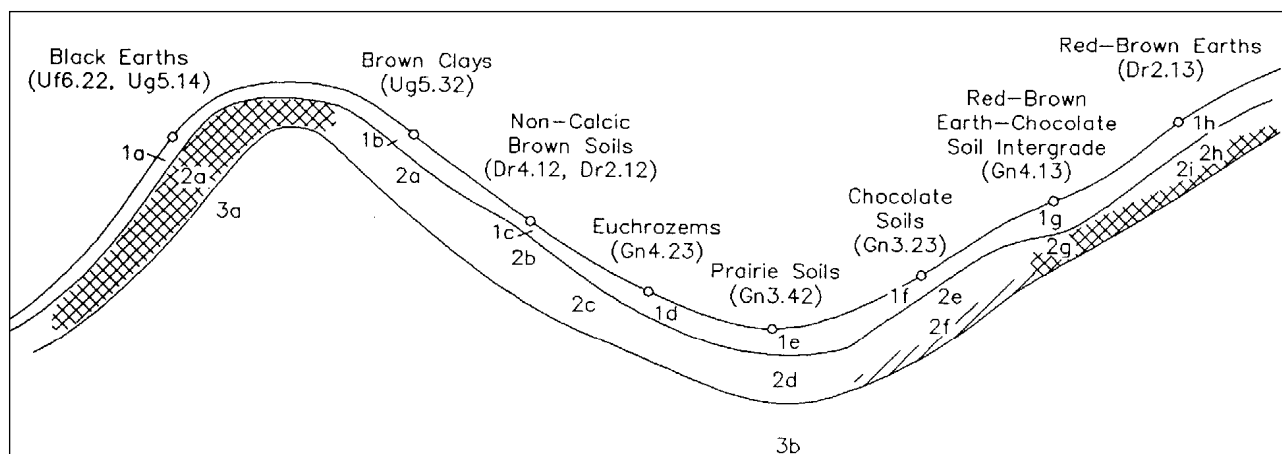 Black Earths
(Uf6.22, Ug5.14)
Brown Clays
(Ug5.32)
Non-Calcic
Brown Soils
(Dr4.12, Dr2.12)
Euchrozems
(Gn4.23)
Prairie Soils
(Gn3.42)
Chocolate
Soils
(Gn3.23)
Red-Brown
Earth-Chocolate
Soil Intergrade
(Gn4.13)
Red-Brown Earths
(Dr2.13)
1a
2a
3a
1b
2a
1c
2b
2c
1d
1e
2d
3b
1f
2e
2f
1g
2g
1h
2h
2i